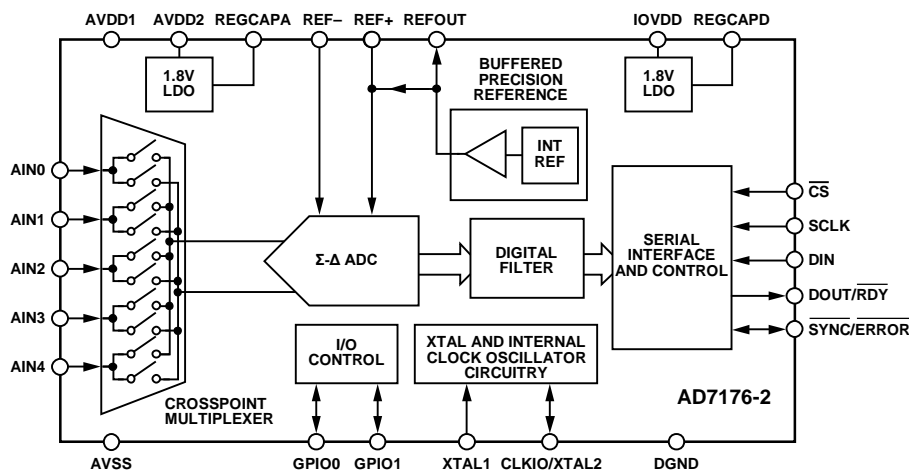 AVDD1 AVDD2 REGCAPA REF– REF+ REFOUT IOVDD REGCAPD
1.8V
LDO
BUFFERED
PRECISION
REFERENCE
1.8V
LDO
INT
REF
AIN0
AIN1
AIN2
AIN3
AIN4
CROSSPOINT
MULTIPLEXER
Σ-Δ ADC
DIGITAL
FILTER
SERIAL
INTERFACE
AND CONTROL
CS
SCLK
DIN
DOUT/RDY
SYNC/ERROR
I/O
CONTROL
XTAL AND INTERNAL
CLOCK OSCILLATOR
CIRCUITRY
AD7176-2
AVSS GPIO0 GPIO1 XTAL1 CLKIO/XTAL2 DGND